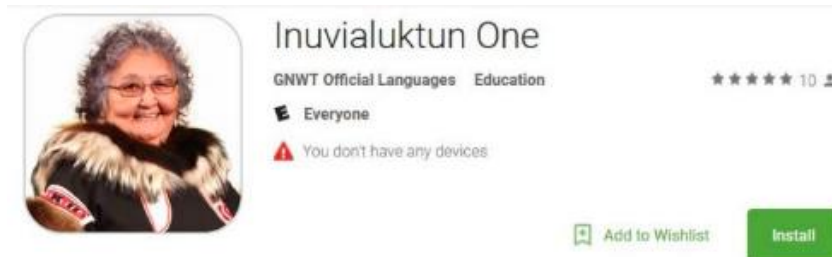 Inuvialuktun One
GNWT Official Languages Education
10
E Everyone
You don't have any devices
Add to Wishlist
Install